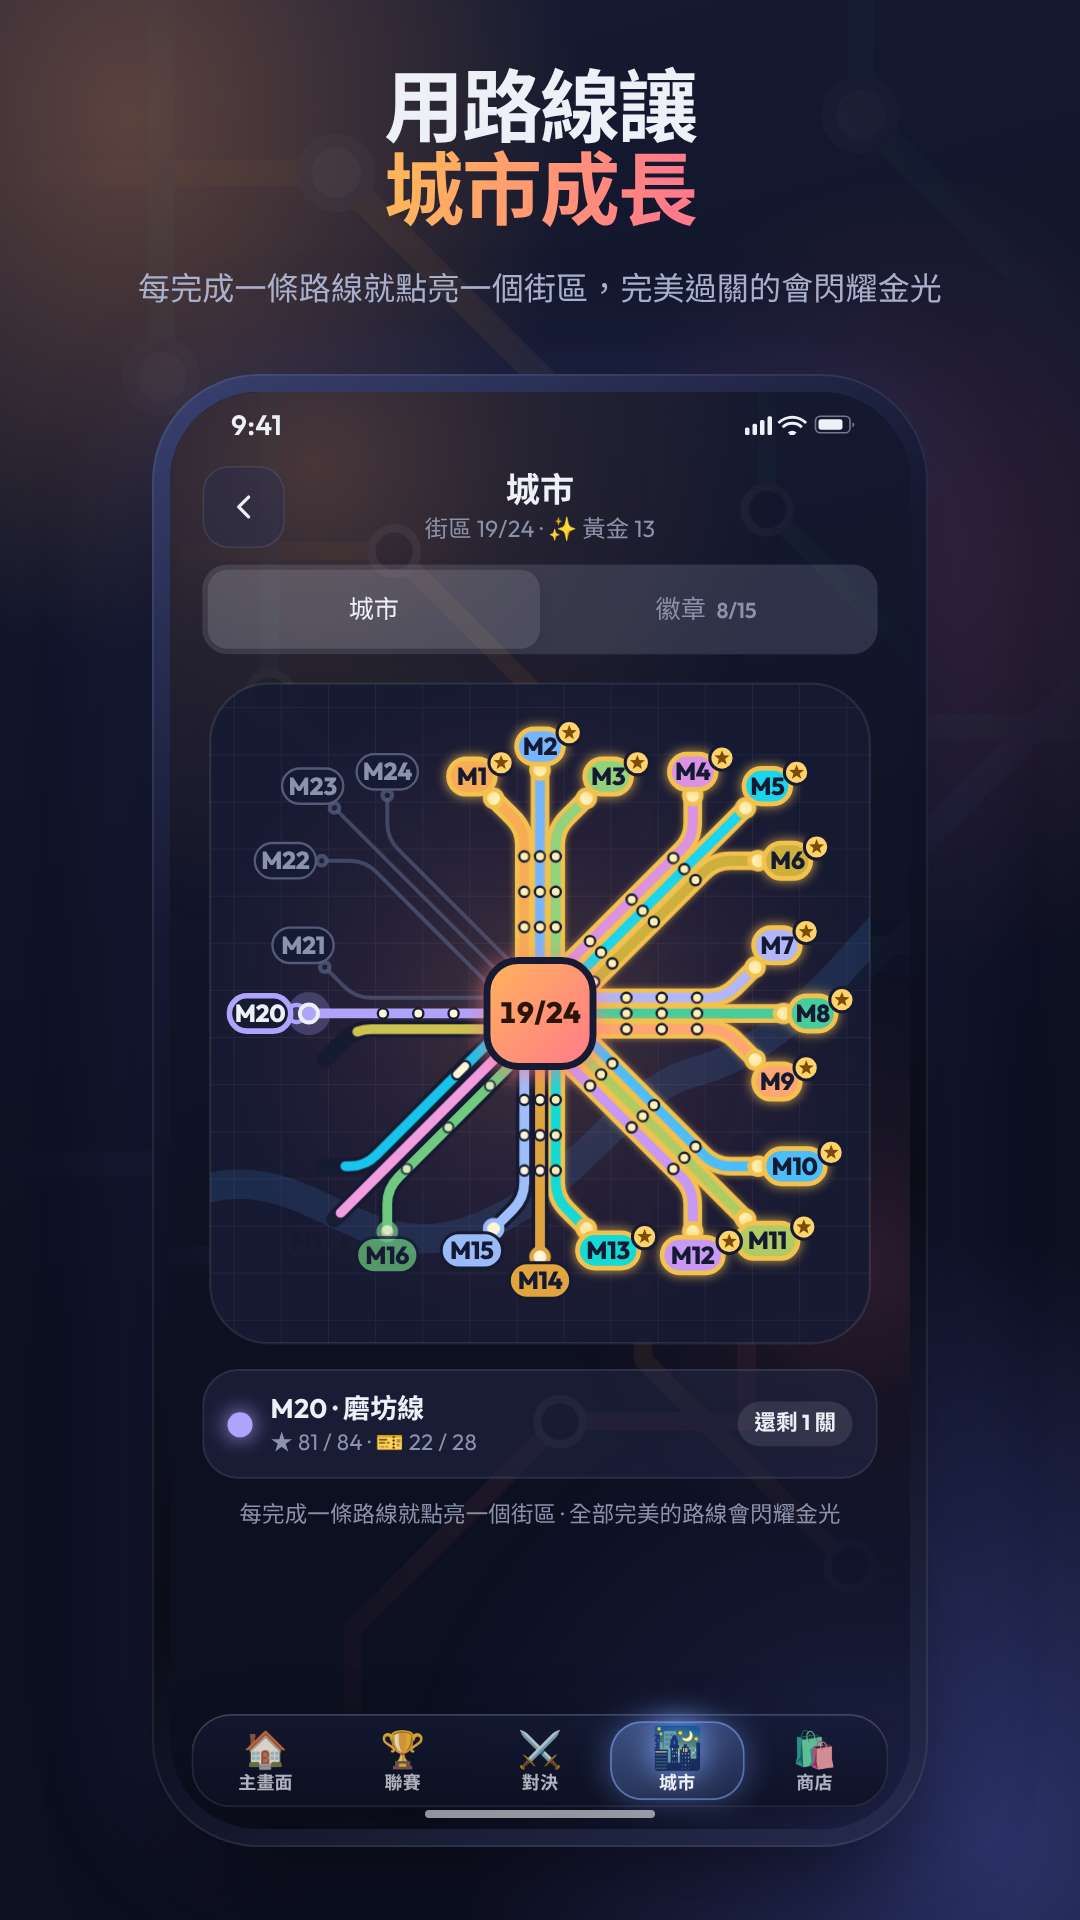 用路線讓
城市成長
每完成一條路線就點亮一個街區，完美過關的會閃耀金光
9:41
城市
街區 19/24 · ✨ 黃金 13
城市
徽章 8/15
M1
M2
M3
M4
M5
M6
M7
M8
M9
M10
M11
M12
M13
M14
M15
M16
M20
M21
M22
M23
M24
19/24
M20 · 磨坊線
還剩 1 關
★ 81 / 84 · 🎫 22 / 28
每完成一條路線就點亮一個街區 · 全部完美的路線會閃耀金光
主畫面
聯賽
對決
城市
商店